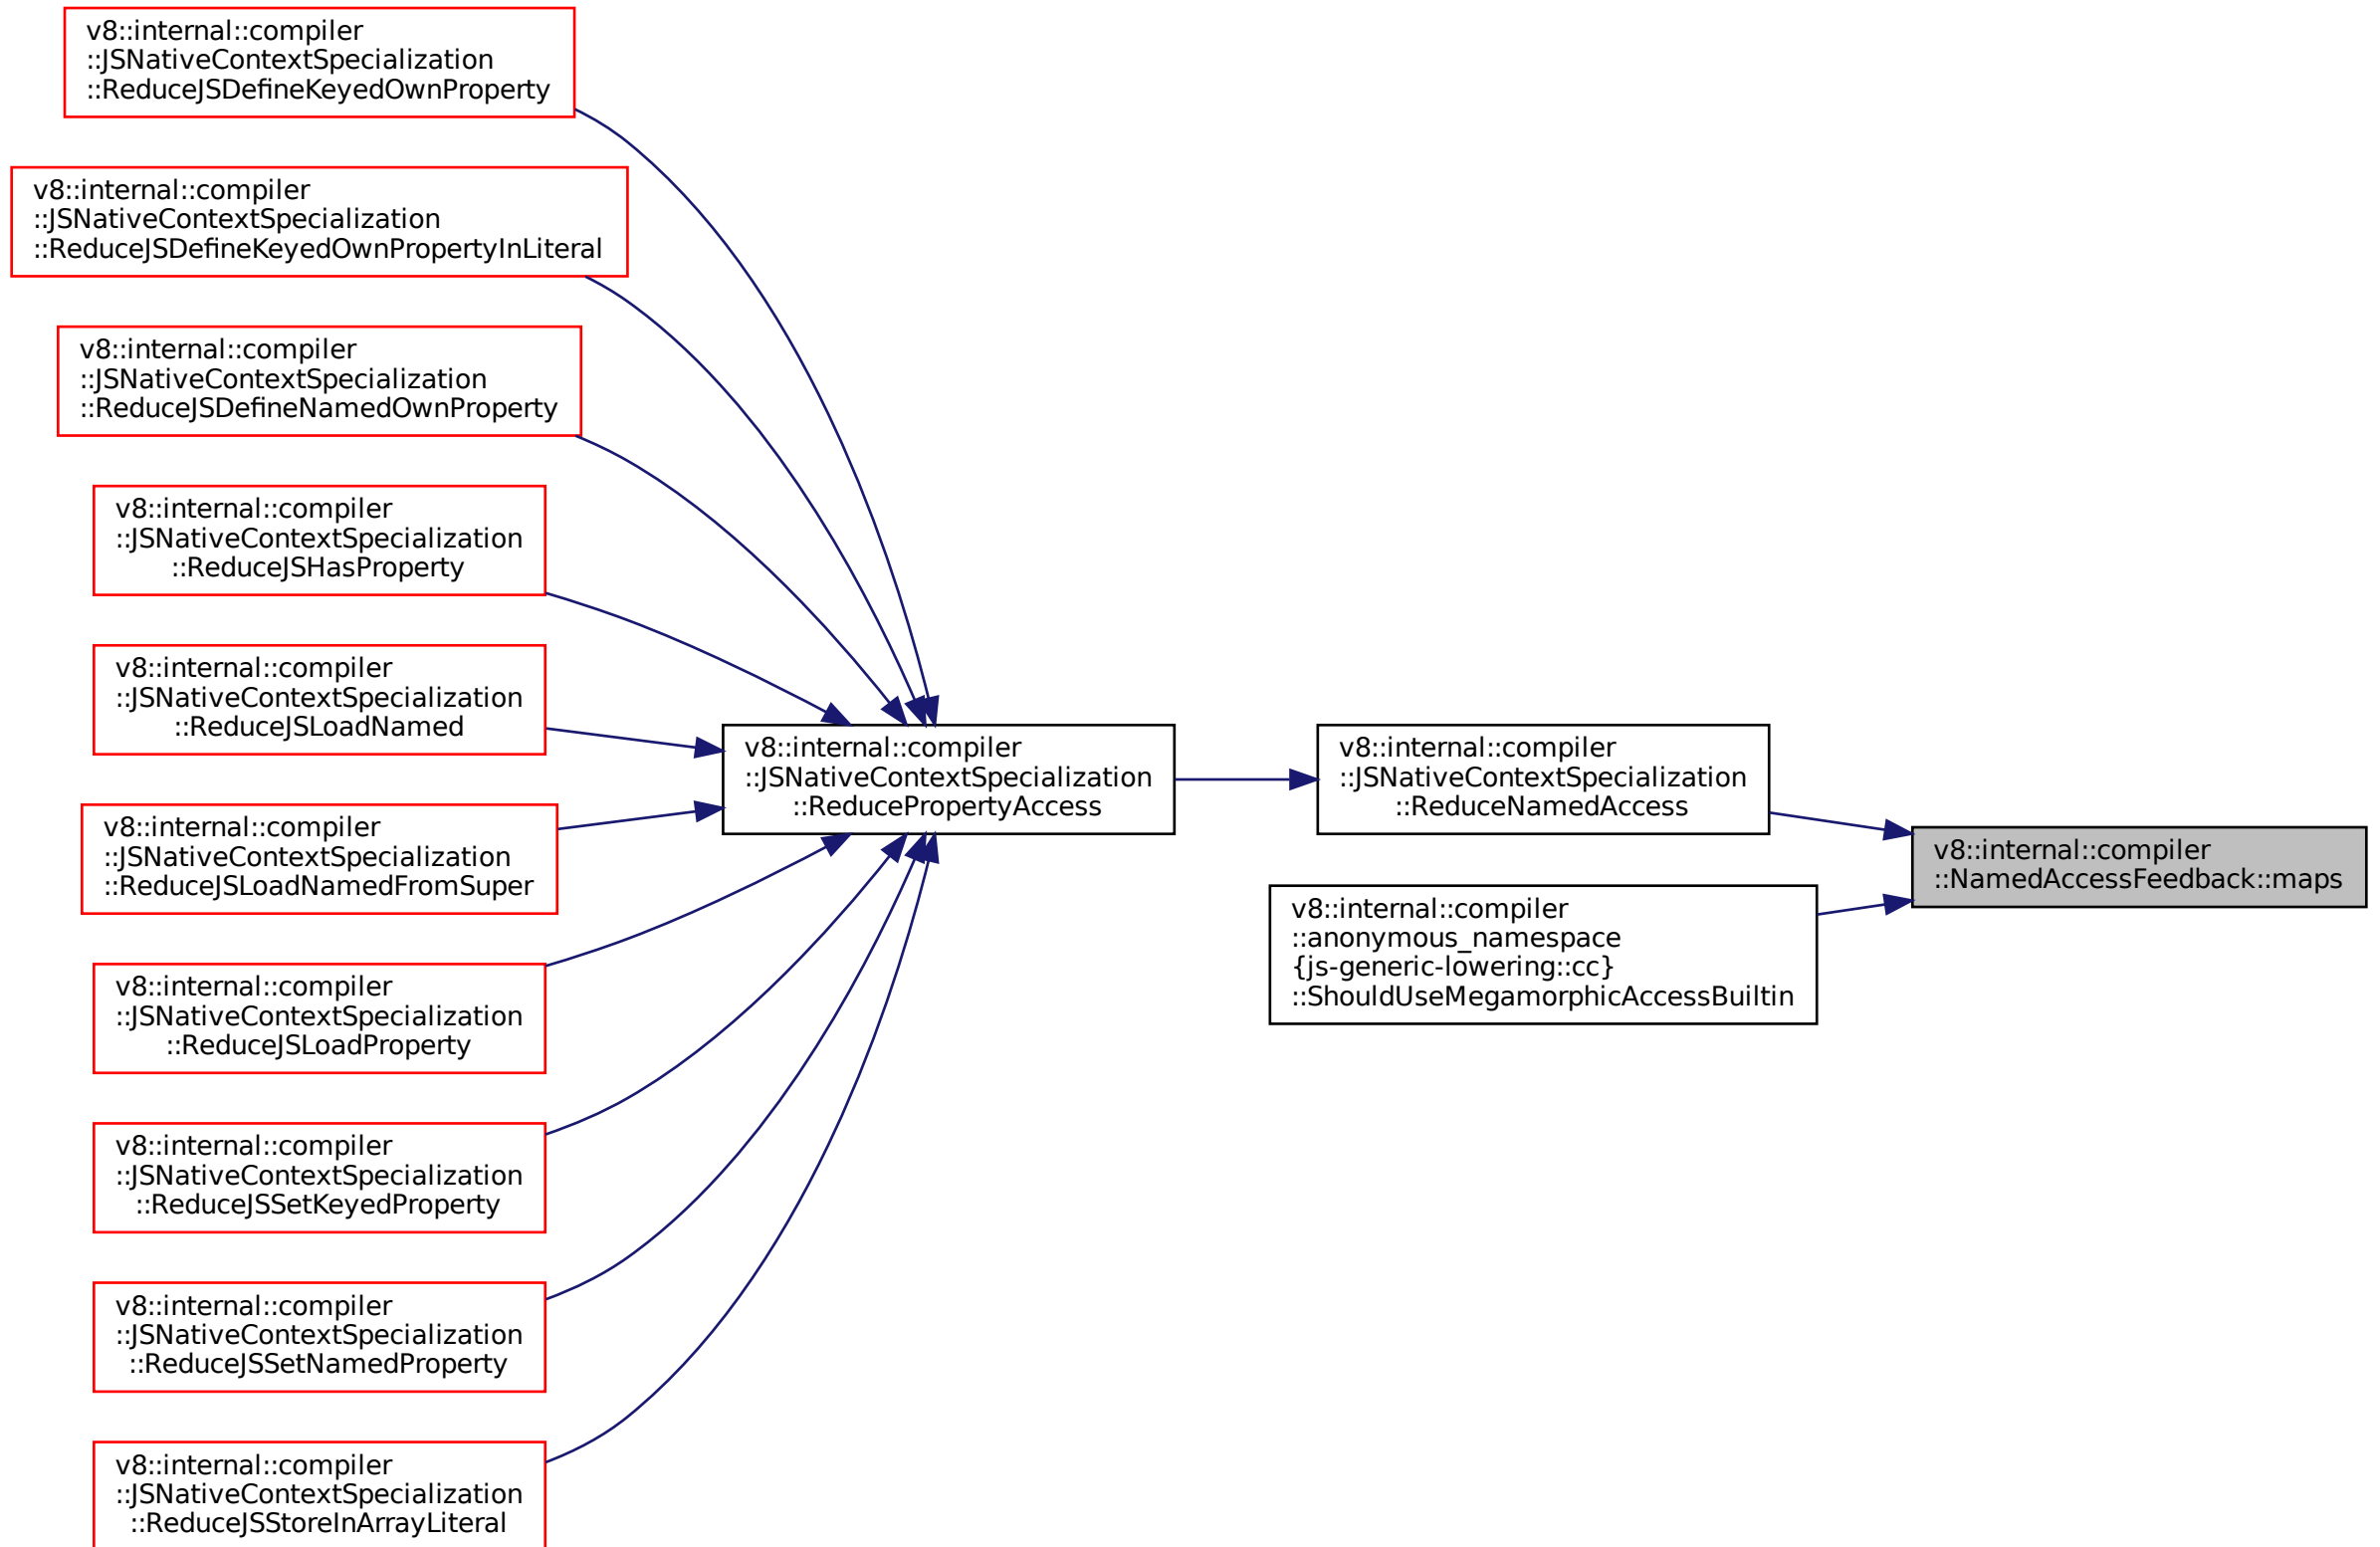 v8::internal::compiler
::JSNativeContextSpecialization
::ReduceJSDefineKeyedOwnProperty
v8::internal::compiler
::JSNativeContextSpecialization
::ReduceJSDefineKeyedOwnPropertyInLiteral
v8::internal::compiler
::JSNativeContextSpecialization
::ReduceJSDefineNamedOwnProperty
v8::internal::compiler
::JSNativeContextSpecialization
::ReduceJSHasProperty
v8::internal::compiler
::JSNativeContextSpecialization
::ReduceJSLoadNamed
v8::internal::compiler
::JSNativeContextSpecialization
::ReduceJSLoadNamedFromSuper
v8::internal::compiler
::JSNativeContextSpecialization
::ReduceJSLoadProperty
v8::internal::compiler
::JSNativeContextSpecialization
::ReduceJSSetKeyedProperty
v8::internal::compiler
::JSNativeContextSpecialization
::ReduceJSSetNamedProperty
v8::internal::compiler
::JSNativeContextSpecialization
::ReduceJSStoreInArrayLiteral
v8::internal::compiler
::JSNativeContextSpecialization
::ReducePropertyAccess
v8::internal::compiler
::JSNativeContextSpecialization
::ReduceNamedAccess
v8::internal::compiler
::anonymous_namespace
{js-generic-lowering::cc}
::ShouldUseMegamorphicAccessBuiltin
v8::internal::compiler
::NamedAccessFeedback::maps